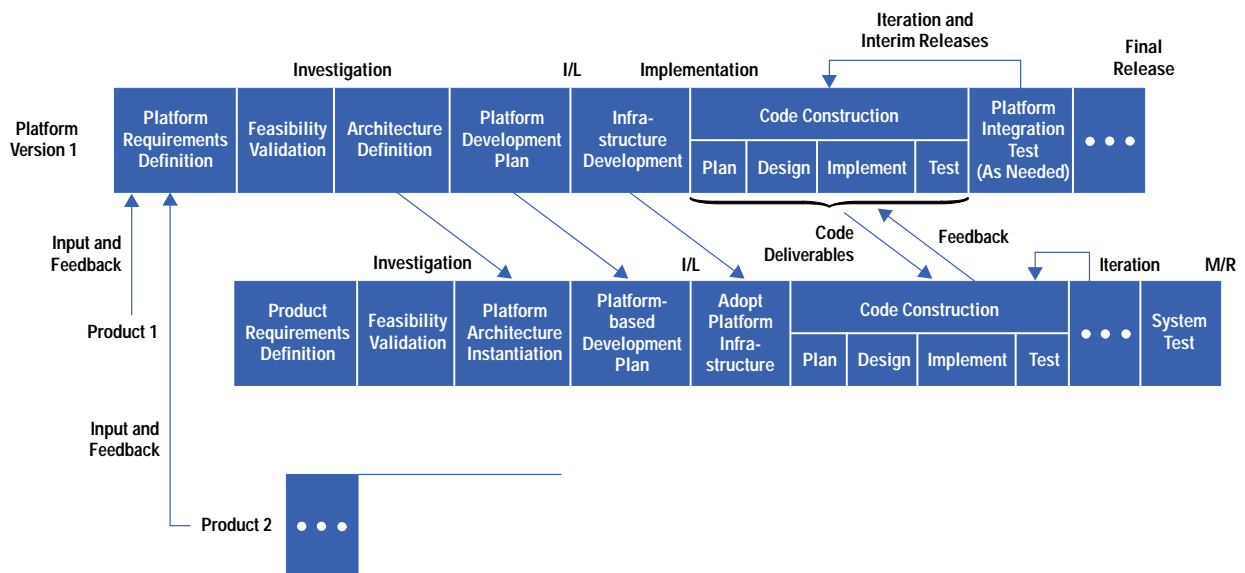 Iteration and
Interim Releases
Final
Release
Investigation
I/L
Implementation
Platform
Version 1
Platform
Requirements
Definition
Feasibility
Validation
Architecture
Definition
Platform
Development
Plan
Infra-
structure
Development
Code Construction
Plan
Design
Implement
Test
Platform
Integration
Test
(As Needed)
Input and
Feedback
Code
Deliverables
Feedback
Investigation
I/L
Iteration
M/R
Product 1
Product
Requirements
Definition
Feasibility
Validation
Platform
Architecture
Instantiation
Platform-
based
Development
Plan
Adopt
Platform
Infra-
structure
Code Construction
Plan
Design
Implement
Test
System
Test
Input and
Feedback
Product 2